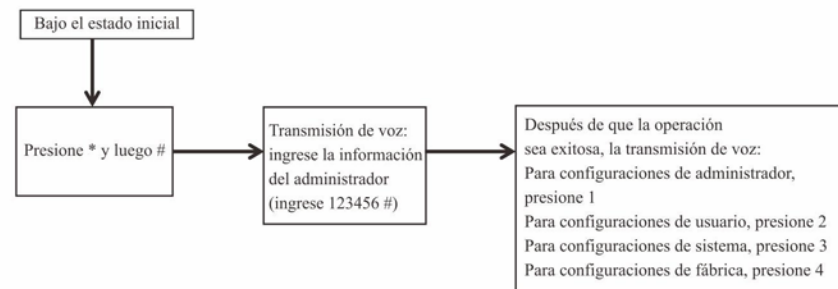 Bajo el estado inicial
Presione * y luego #
Transmisión de voz:
ingrese la información
del administrador
(ingrese 123456 #)
Después de que la operación
sea exitosa, la transmisión de voz:
Para configuraciones de administrador,
presione 1
Para configuraciones de usuario, presione 2
Para configuraciones de sistema, presione 3
Para configuraciones de fábrica, presione 4